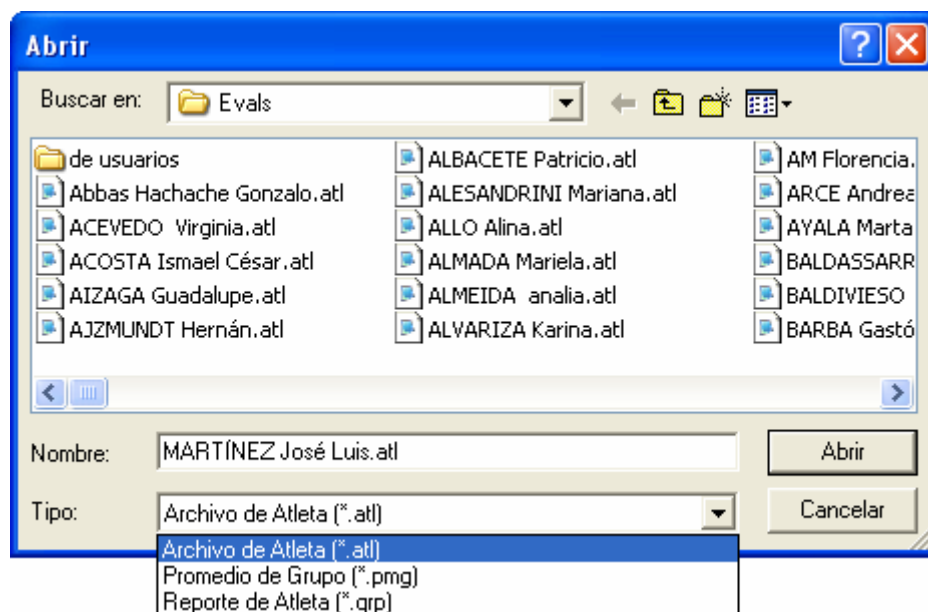 Abrir
Buscar en: Evals
de usuarios
Abbas Hachache Gonzalo.atl
ACEVEDO  Virginia.atl
ACOSTA Ismael César.atl
AIZAGA Guadalupe.atl
AJZMUNDT Hernán.atl
ALBACETE Patricio.atl
ALESANDRINI Mariana.atl
ALLO Alina.atl
ALMADA Mariela.atl
ALMEIDA  analia.atl
ALVARIZA Karina.atl
AM Florencia.
ARCE Andrea
AYALA Marta
BALDASSARR
BALDIVIESO
BARBA Gastó
Nombre: MARTÍNEZ José Luis.atl Abrir
Tipo: Archivo de Atleta (*.atl) Cancelar
Archivo de Atleta (*.atl)
Promedio de Grupo (*.pmg)
Reporte de Atleta (*.grp)